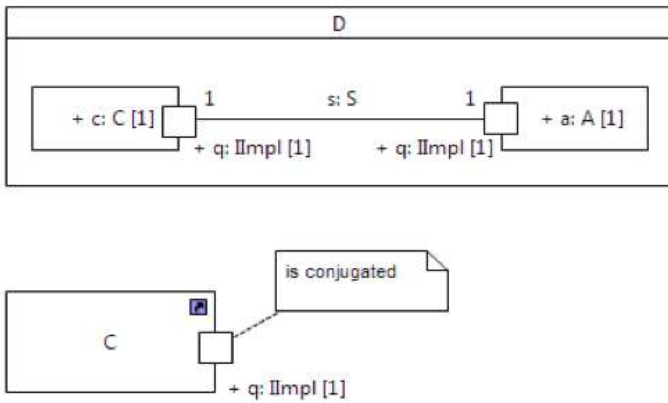 D
1 s: S 1
+ c: C [1] + a: A [1]
+ q: IImpl [1] + q: IImpl [1]
is conjugated
C
+ q: IImpl [1]